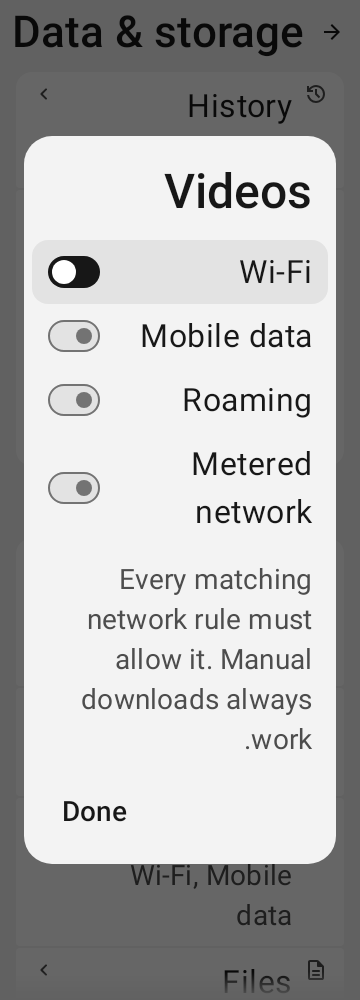 Data & storage
History
Videos
Wi-Fi
Mobile data
Roaming
Metered
network
Every matching
network rule must
allow it. Manual
downloads always
.work
Done
Wi-Fi, Mobile
data
Files